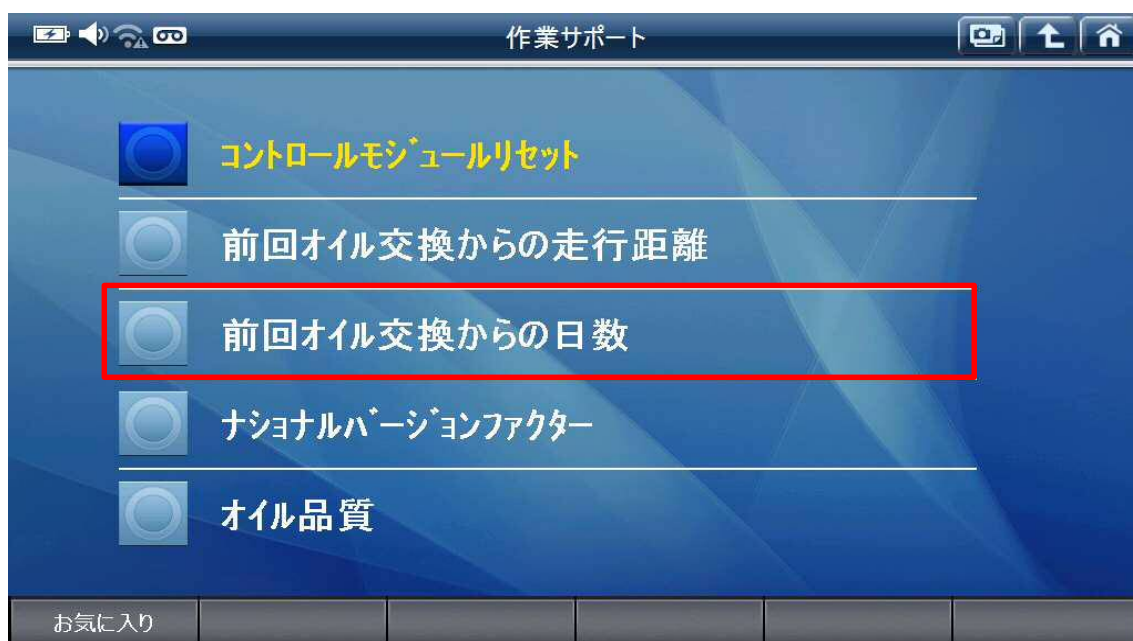 作業サポート
コントロールモジュールリセット
前回オイル交換からの走行距離
前回オイル交換からの日数
ナショナルバージョンファクター
オイル品質
お気に入り